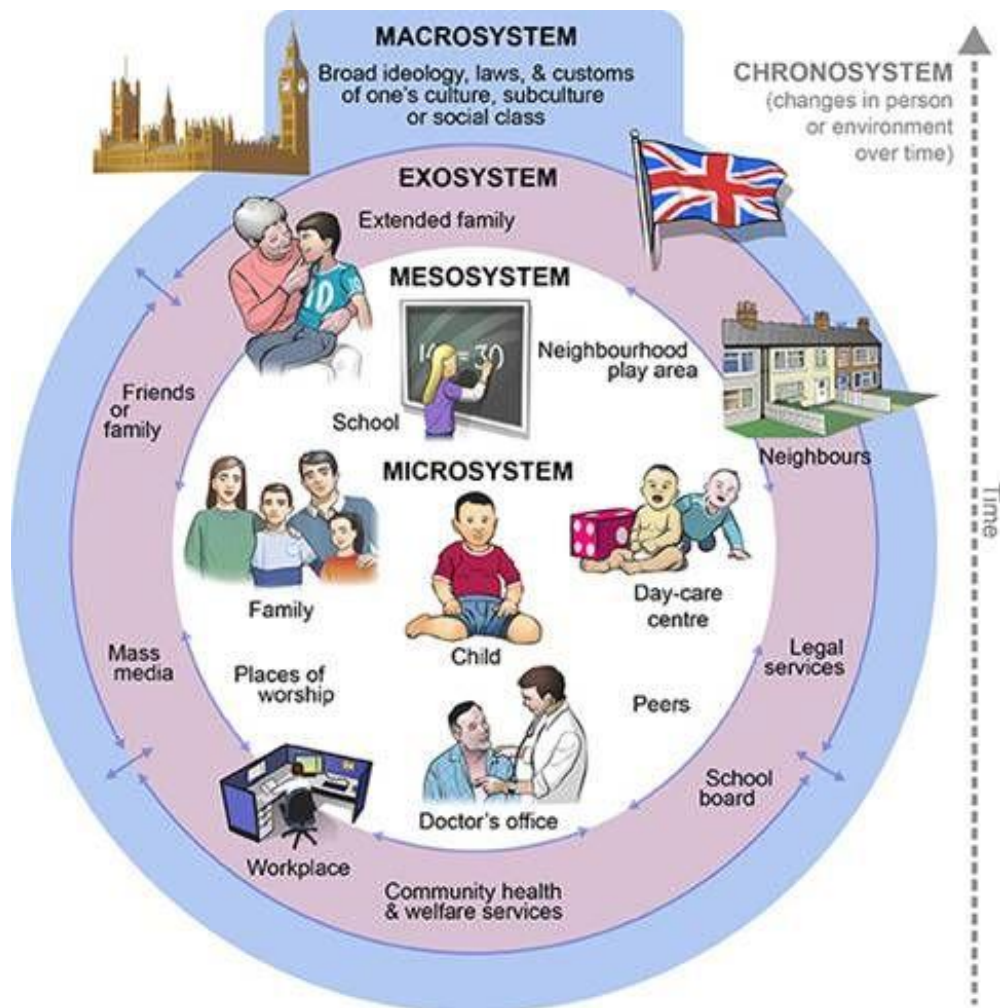 MACROSYSTEM
Broad ideology, laws, & customs
of one's culture, subculture
or social class
CHRONOSYSTEM
(changes in person
or environment
over time)
EXOSYSTEM
Extended family
MESOSYSTEM
Neighbourhood
play area
School
Friends
or
family
Neighbours
MICROSYSTEM
Time
Family
Day-care
centre
Child
Mass
media
Places of
worship
Legal
services
Peers
School
board
Doctor's office
Workplace
Community health
& welfare services